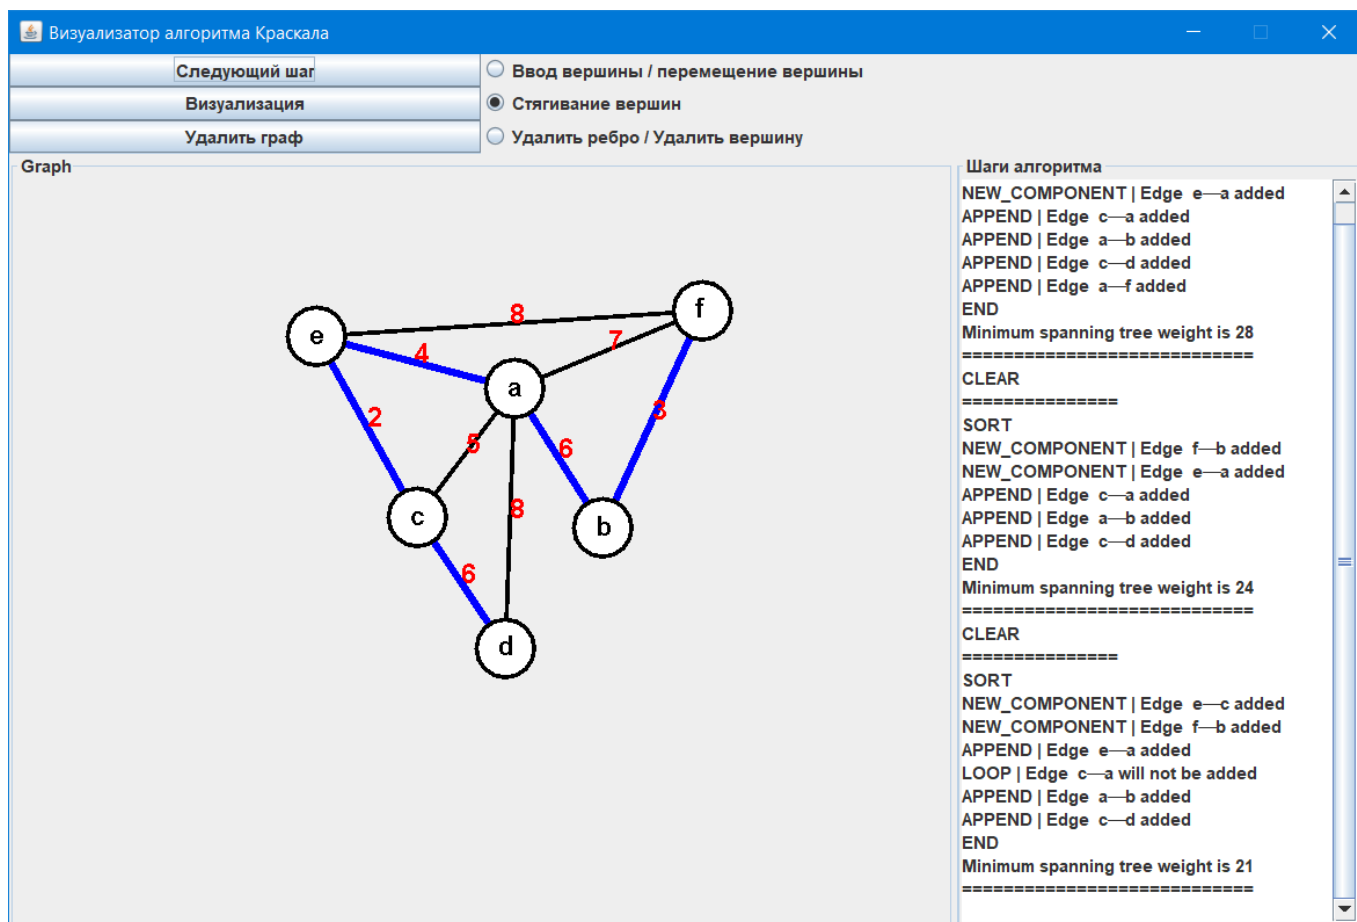 Визуализатор алгоритма Краскала
Следующий шаг
Ввод вершины / перемещение вершины
Визуализация
Стягивание вершин
Удалить граф
Удалить ребро / Удалить вершину
Graph
e
f
a
c
b
d
8
7
4
2
3
5
6
8
6
Шаги алгоритма
NEW_COMPONENT | Edge e—a added
APPEND | Edge c—a added
APPEND | Edge a—b added
APPEND | Edge c—d added
APPEND | Edge a—f added
END
Minimum spanning tree weight is 28
============================
CLEAR
===============
SORT
NEW_COMPONENT | Edge f—b added
NEW_COMPONENT | Edge e—a added
APPEND | Edge c—a added
APPEND | Edge a—b added
APPEND | Edge c—d added
END
Minimum spanning tree weight is 24
============================
CLEAR
===============
SORT
NEW_COMPONENT | Edge e—c added
NEW_COMPONENT | Edge f—b added
APPEND | Edge e—a added
LOOP | Edge c—a will not be added
APPEND | Edge a—b added
APPEND | Edge c—d added
END
Minimum spanning tree weight is 21
============================